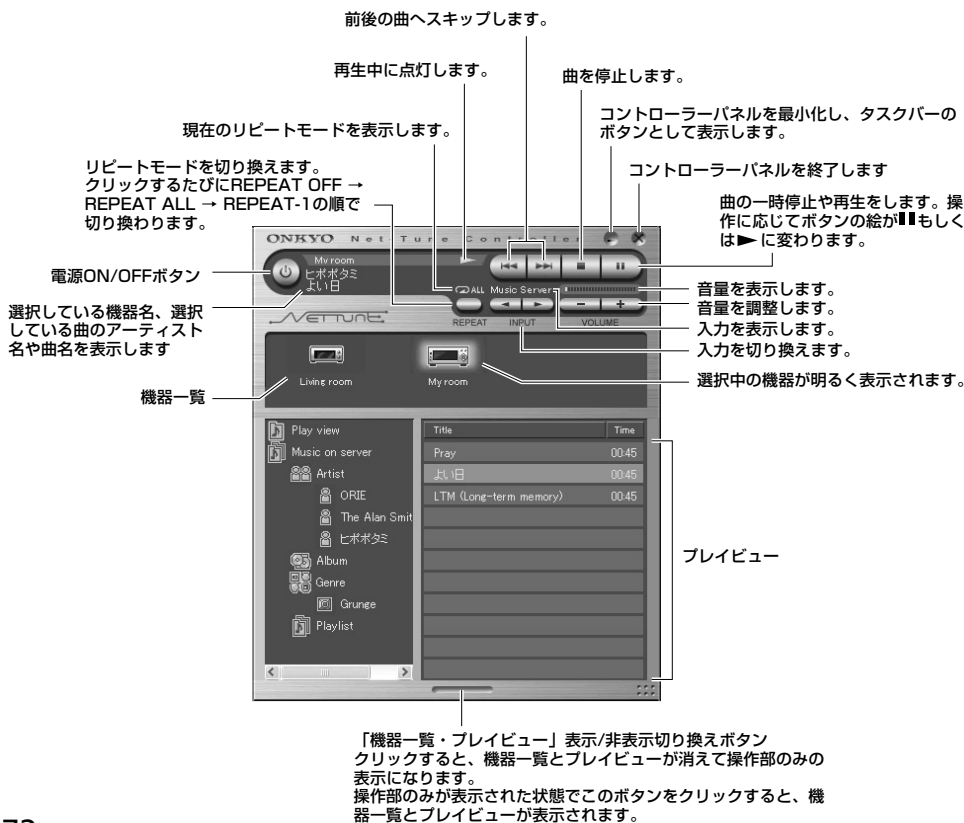 前後の曲へスキップします。
再生中に点灯します。
曲を停止します。
現在のリピートモードを表示します。
コントローラーパネルを最小化し、タスクバーの
ボタンとして表示します。
リピートモードを切り換えます。
クリックするたびにREPEAT OFF →
REPEAT ALL → REPEAT-1の順で
切り換わります。
コントローラーパネルを終了します
曲の一時停止や再生をします。操
作に応じてボタンの絵が▮▮もしく
は►に変わります。
電源ON/OFFボタン
選択している機器名、選択
している曲のアーティスト
名や曲名を表示します
ONKYO Net-Tune Controller
My room
ヒポポタミ
よい日
ALL Music Server
NETTUNE
REPEAT INPUT VOLUME
音量を表示します。
音量を調整します。
入力を表示します。
入力を切り換えます。
選択中の機器が明るく表示されます。
機器一覧
Living room
My room
Play view
Music on server
Artist
ORIE
The Alan Smit
ヒポポタミ
Album
Genre
Grunge
Playlist
Title Time
Pray 00:45
よい日 00:45
LTM (Long-term memory) 00:45
プレイビュー
「機器一覧・プレイビュー」表示/非表示切り換えボタン
クリックすると、機器一覧とプレイビューが消えて操作部のみの
表示になります。
操作部のみが表示された状態でこのボタンをクリックすると、機
器一覧とプレイビューが表示されます。